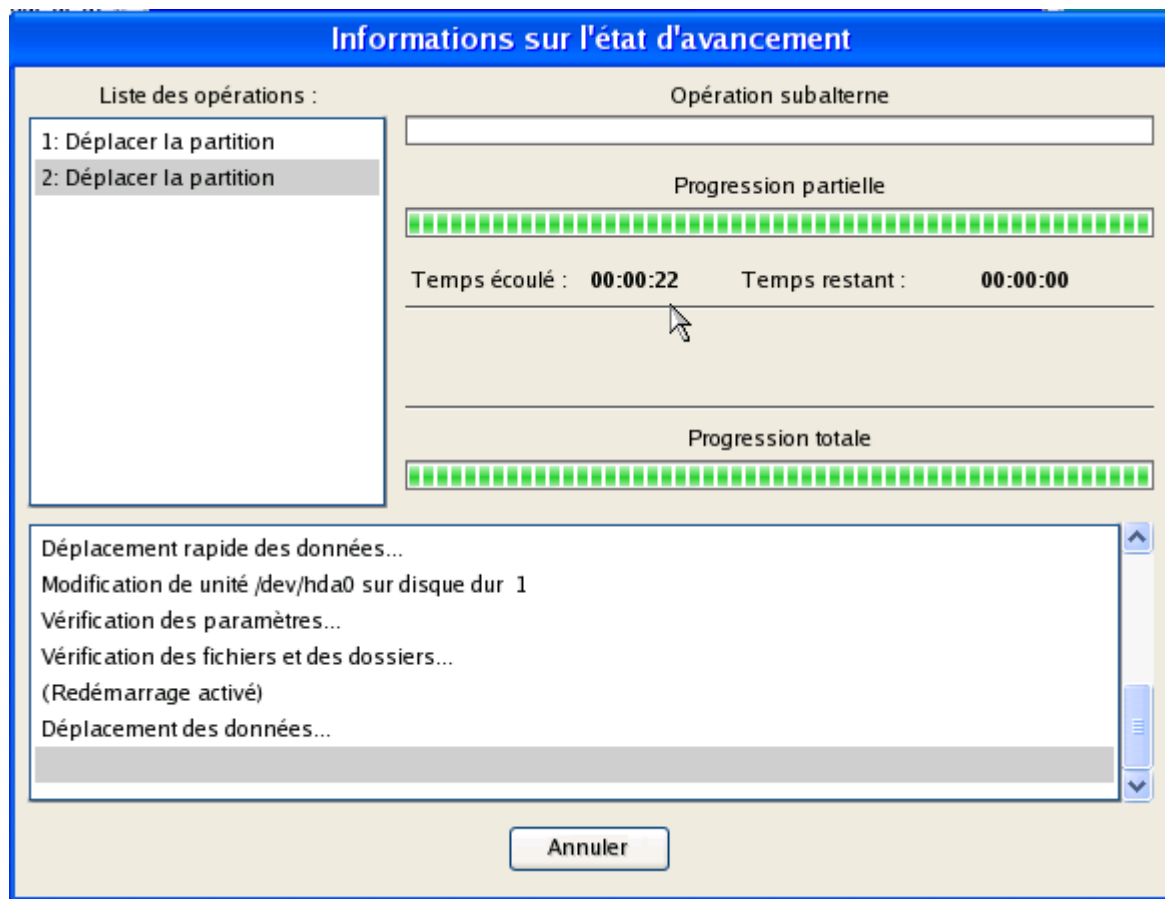 Informations sur l'état d'avancement
Liste des opérations :
1: Déplacer la partition
2: Déplacer la partition
Opération subalterne
Progression partielle
Temps écoulé : 00:00:22 Temps restant : 00:00:00
Progression totale
Déplacement rapide des données...
Modification de unité /dev/hda0 sur disque dur 1
Vérification des paramètres...
Vérification des fichiers et des dossiers...
(Redémarrage activé)
Déplacement des données...
Annuler